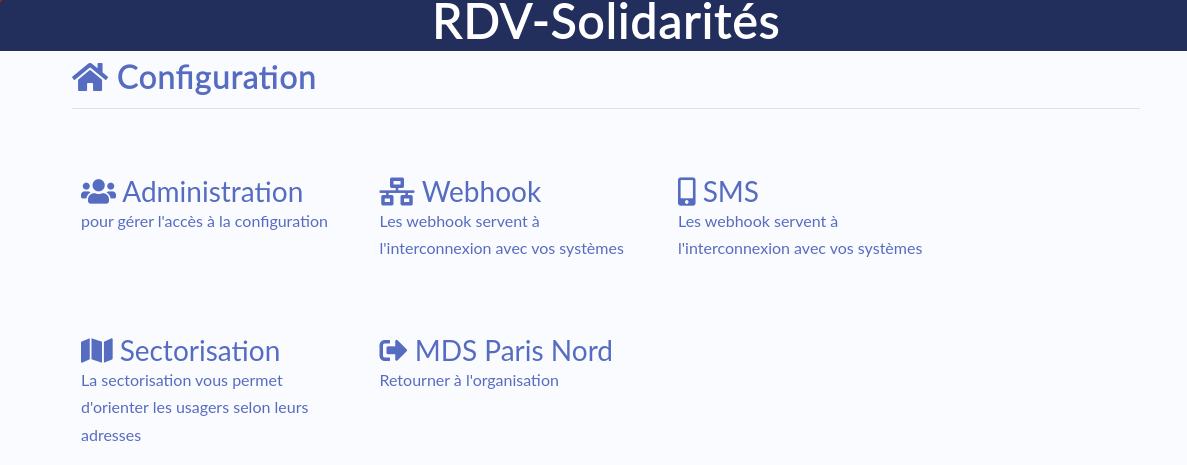 RDV-Solidarités
Configuration
Administration
pour gérer l'accès à la configuration
Webhook
Les webhook servent à
l'interconnexion avec vos systèmes
SMS
Les webhook servent à
l'interconnexion avec vos systèmes
Sectorisation
La sectorisation vous permet
d'orienter les usagers selon leurs
adresses
MDS Paris Nord
Retourner à l'organisation